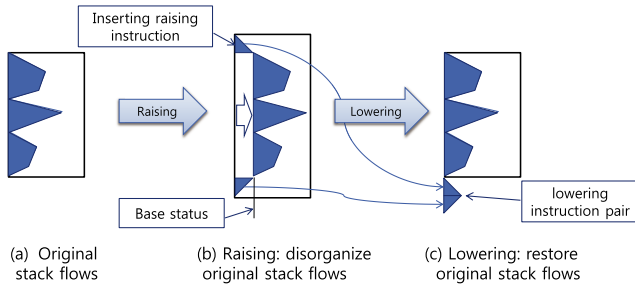 Inserting raising
instruction
Raising
Lowering
Base status
lowering
instruction pair
(a) Original
stack flows
(b) Raising: disorganize
original stack flows
(c) Lowering: restore
original stack flows